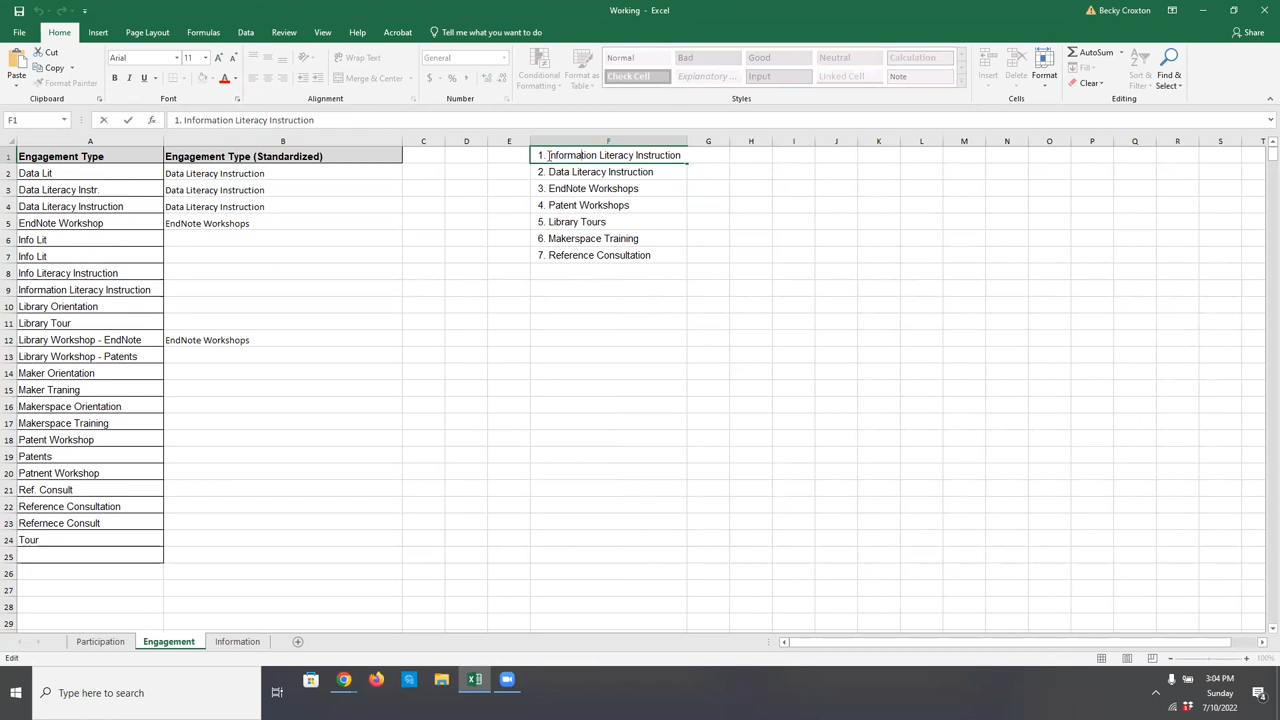 Working - Excel
Becky Croxton
File Home Insert Page Layout Formulas Data Review View Help Acrobat Tell me what you want to do
Share
Paste
Cut
Copy
Format Painter
Clipboard
Arial 11
B I U
Font
Wrap Text
Merge & Center
Alignment
General
$ % ,
Number
Conditional Formatting
Format as Table
Normal Bad Good Neutral Calculation
Check Cell Explanatory ... Input Linked Cell Note
Styles
Insert Delete Format
Cells
AutoSum
Fill
Clear
Sort & Filter
Find & Select
Editing
F1 fx 1. Information Literacy Instruction
A B C D E F G H I J K L M N O P Q R S T
1 Engagement Type Engagement Type (Standardized) 1. Information Literacy Instruction
2 Data Lit Data Literacy Instruction 2. Data Literacy Instruction
3 Data Literacy Instr. Data Literacy Instruction 3. EndNote Workshops
4 Data Literacy Instruction Data Literacy Instruction 4. Patent Workshops
5 EndNote Workshop EndNote Workshops 5. Library Tours
6 Info Lit 6. Makerspace Training
7 Info Lit 7. Reference Consultation
8 Info Literacy Instruction
9 Information Literacy Instruction
10 Library Orientation
11 Library Tour
12 Library Workshop - EndNote EndNote Workshops
13 Library Workshop - Patents
14 Maker Orientation
15 Maker Traning
16 Makerspace Orientation
17 Makerspace Training
18 Patent Workshop
19 Patents
20 Patnent Workshop
21 Ref. Consult
22 Reference Consultation
23 Refernece Consult
24 Tour
25
26
27
28
29
Participation Engagement Information
Edit
100%
Type here to search
3:04 PM
Sunday
7/10/2022
4